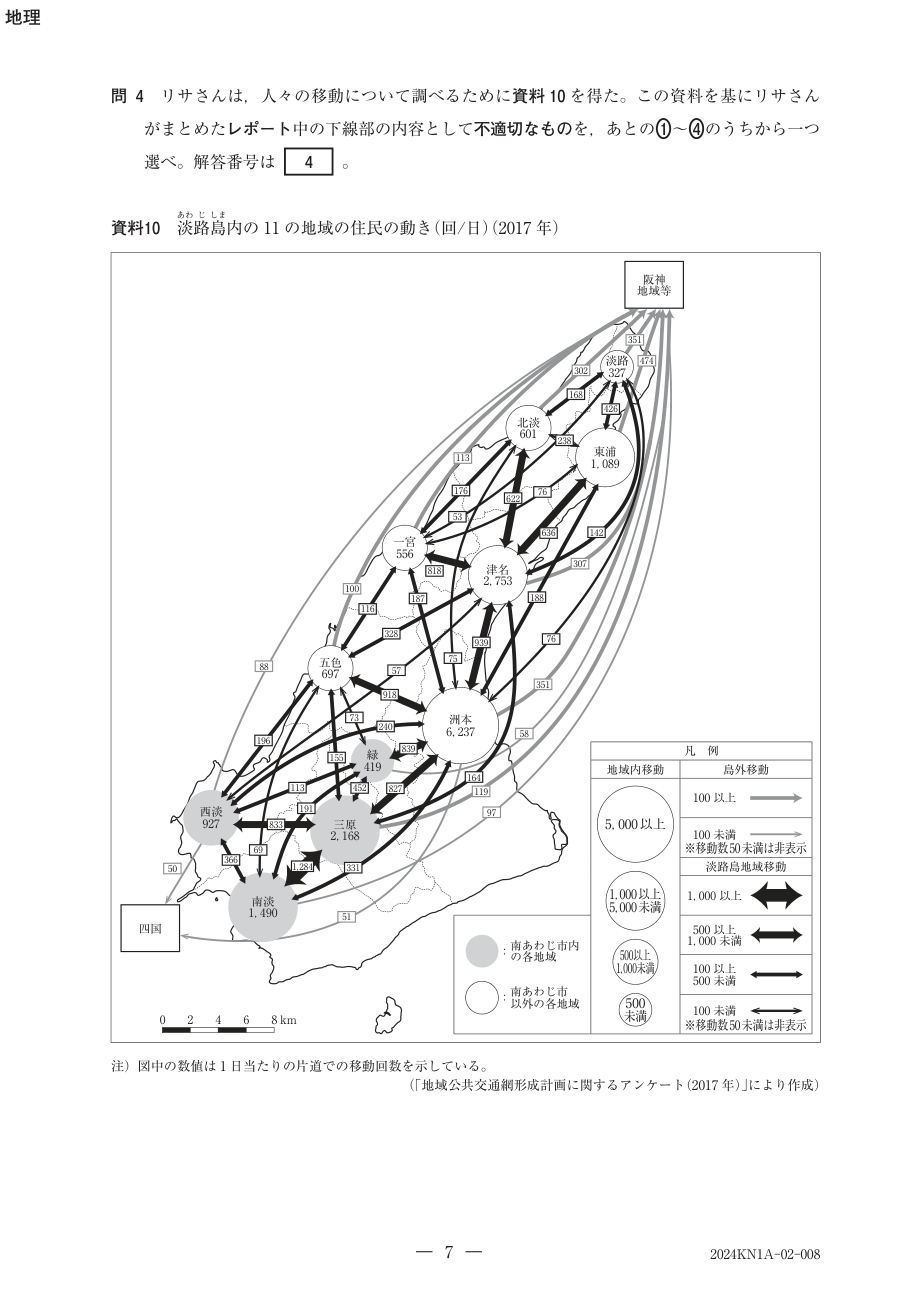 地理
問 4 リサさんは，人々の移動について調べるために資料 10 を得た。この資料を基にリサさん
がまとめたレポート中の下線部の内容として不適切なものを，あとの①～④のうちから一つ
選べ。解答番号は 4 。
あわ じ しま
資料10 淡路島内の 11 の地域の住民の動き（回/日）（2017 年）
阪神
地域等
351
淡路
327
474
302
168
426
北淡
601
238
東浦
1,089
113
176
622
76
53
636
142
一宮
556
818
津名
2,753
307
100
116
187
188
328
939
76
五色
697
57
75
88
918
351
73
洲本
6,237
240
58
196
839
緑
419
155
164
113
452
827
119
191
97
西淡
927
833
三原
2,168
366
69
1,284
331
50
南淡
1,490
51
四国
0 2 4 6 8 km
：南あわじ市内
の各地域
：南あわじ市
以外の各地域
凡 例
地域内移動
島外移動
5,000 以上
100 以上
100 未満
※移動数50未満は非表示
淡路島地域移動
1,000 以上
5,000 未満
1,000 以上
500 以上
1,000 未満
500以上
1,000未満
100 以上
500 未満
500
未満
100 未満
※移動数50未満は非表示
注）図中の数値は 1 日当たりの片道での移動回数を示している。
（「地域公共交通網形成計画に関するアンケート（2017 年）」により作成）
― 7 ―
2024KN1A-02-008